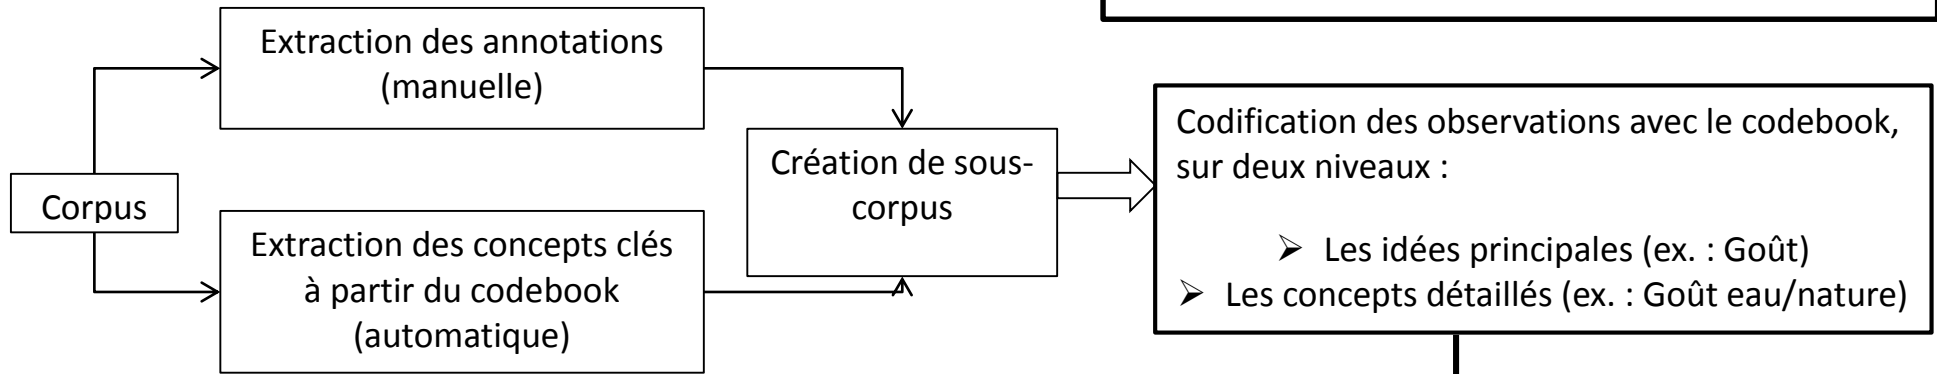 Extraction des annotations
(manuelle)
Corpus
Extraction des concepts clés
à partir du codebook
(automatique)
Création de sous-
corpus
Codification des observations avec le codebook,
sur deux niveaux :
➢ Les idées principales (ex. : Goût)
➢ Les concepts détaillés (ex. : Goût eau/nature)